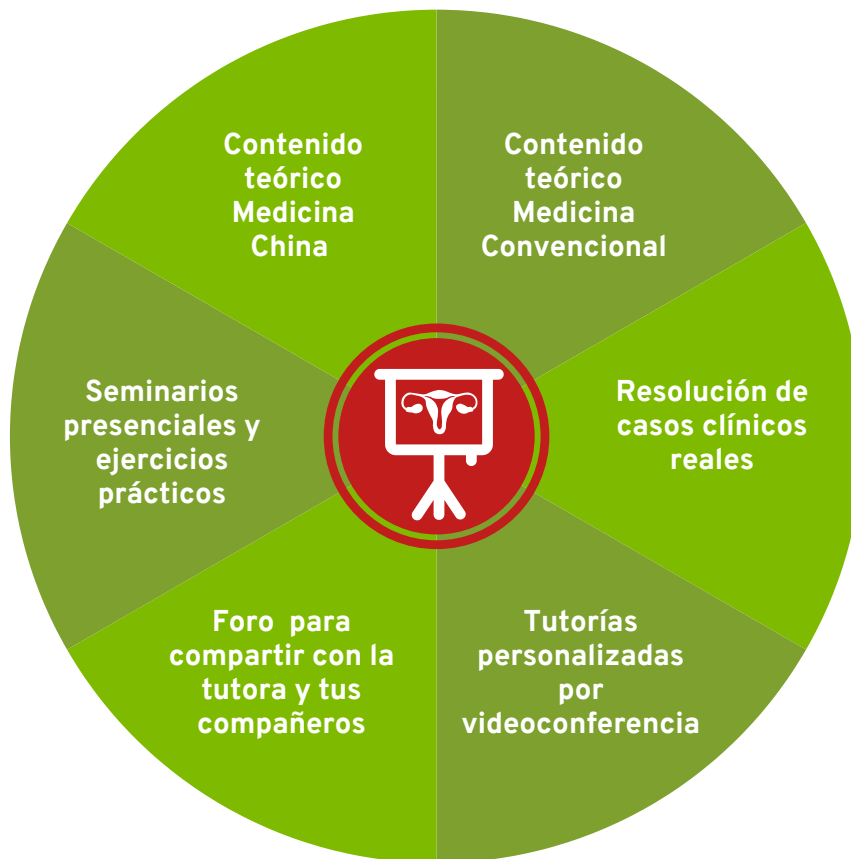 Contenido
teórico
Medicina
China
Contenido
teórico
Medicina
Convencional
Seminarios
presenciales y
ejercicios
prácticos
Resolución de
casos clínicos
reales
Foro para
compartir con la
tutora y tus
compañeros
Tutorías
personalizadas
por
videoconferencia